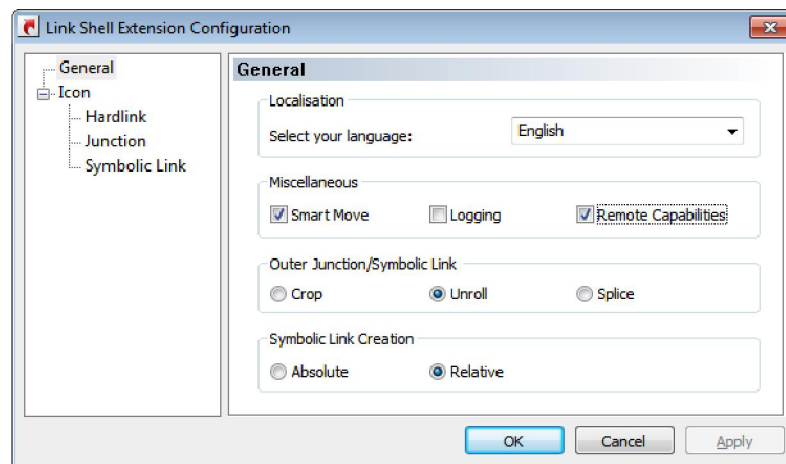 Link Shell Extension Configuration
General
Icon
Hardlink
Junction
Symbolic Link
General
Localisation
Select your language: English
Miscellaneous
Smart Move Logging Remote Capabilities
Outer Junction/Symbolic Link
Crop Unroll Splice
Symbolic Link Creation
Absolute Relative
OK Cancel Apply